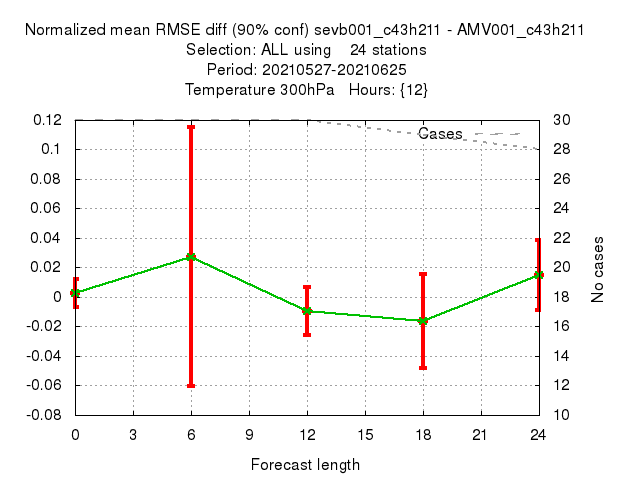 Normalized mean RMSE diff (90% conf) sevb001_c43h211 - AMV001_c43h211
Selection: ALL using    24 stations
Period: 20210527-20210625
Temperature 300hPa   Hours: {12}
Cases
0.12
0.1
0.08
0.06
0.04
0.02
0
-0.02
-0.04
-0.06
-0.08
30
28
26
24
22
20
18
16
14
12
10
No cases
0 3 6 9 12 15 18 21 24
Forecast length